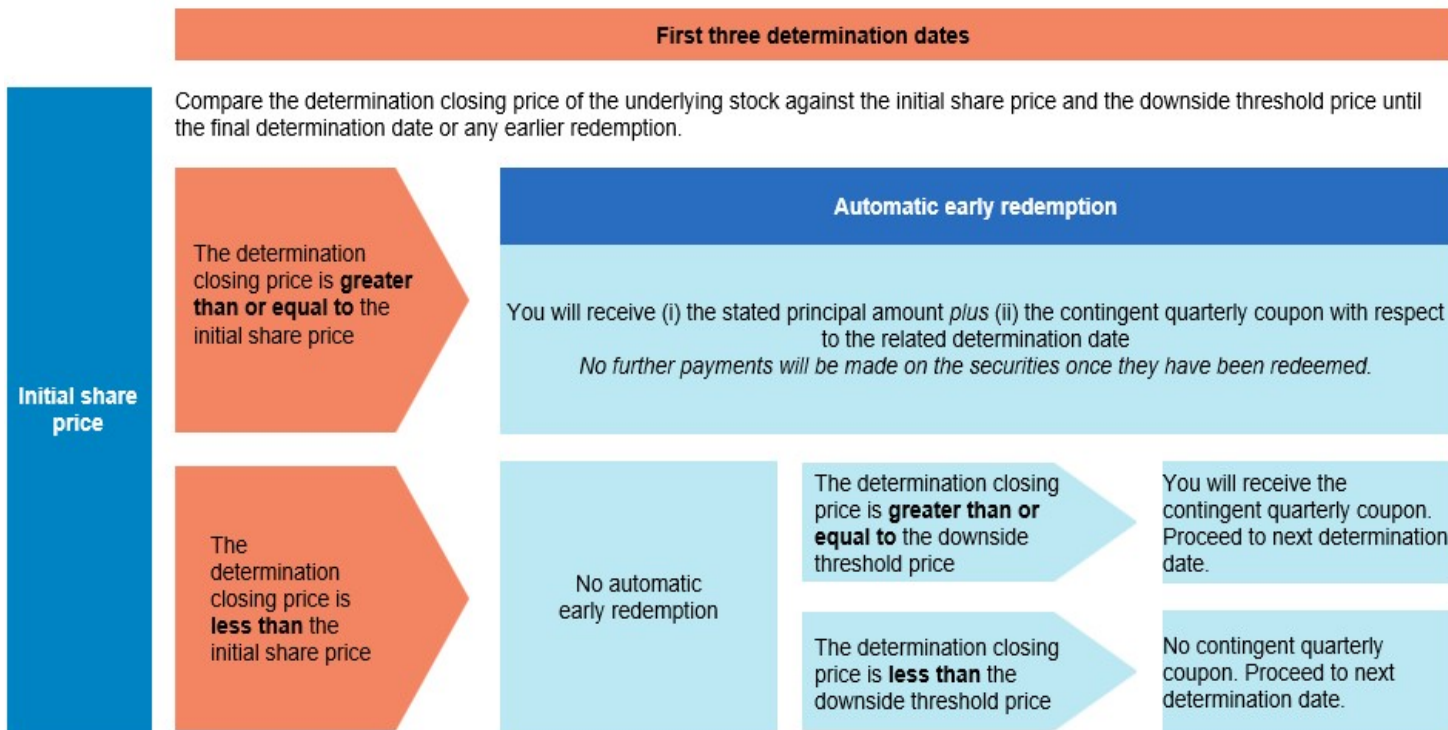 First three determination dates
Compare the determination closing price of the underlying stock against the initial share price and the downside threshold price until
the final determination date or any earlier redemption.
Initial share
price
The determination
closing price is greater
than or equal to the
initial share price
Automatic early redemption
You will receive (i) the stated principal amount plus (ii) the contingent quarterly coupon with respect
to the related determination date
No further payments will be made on the securities once they have been redeemed.
The
determination
closing price is
less than the
initial share price
No automatic
early redemption
The determination closing
price is greater than or
equal to the downside
threshold price
You will receive the
contingent quarterly coupon.
Proceed to next determination
date.
The determination closing
price is less than the
downside threshold price
No contingent quarterly
coupon. Proceed to next
determination date.